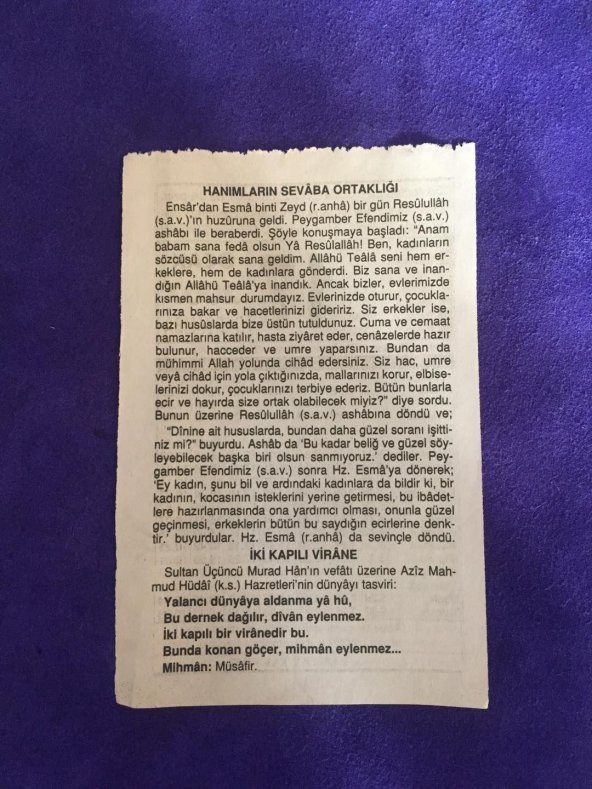 HANIMLARIN SEVÂBA ORTAKLIĞI
Ensâr'dan Esmâ binti Zeyd (r.anhâ) bir gün Resûlullâh
(s.a.v.)'ın huzûruna geldi. Peygamber Efendimiz (s.a.v.)
ashâbı ile beraberdi. Şöyle konuşmaya başladı: "Anam
babam sana fedâ olsun Yâ Resûlallâh! Ben, kadınların
sözcüsü olarak sana geldim. Allâhü Teâlâ seni hem er-
keklere, hem de kadınlara gönderdi. Biz sana ve inan-
dığın Allâhü Teâlâ'ya inandık. Ancak bizler, evlerimizde
kısmen mahsur durumdayız. Evlerinizde oturur, çocukla-
rınıza bakar ve hacetlerinizi gideririz. Siz erkekler ise,
bazı husûslarda bize üstün tutuldunuz. Cuma ve cemaat
namazlarına katılır, hasta ziyâret eder, cenâzelerde hazır
bulunur, hacceder ve umre yaparsınız. Bundan da
mühimmi Allah yolunda cihâd edersiniz. Siz hac, umre
veyâ cihâd için yola çıktığınızda, mallarınızı korur, elbise-
lerinizi dokur, çocuklarınızı terbiye ederiz. Bütün bunlarla
ecir ve hayırda size ortak olabilecek miyiz?" diye sordu.
Bunun üzerine Resûlullâh (s.a.v.) ashâbına döndü ve;
"Dînine ait hususlarda, bundan daha güzel soranı işitti-
niz mi?" buyurdu. Ashâb da 'Bu kadar beliğ ve güzel söy-
leyebilecek başka biri olsun sanmıyoruz.' dediler. Pey-
gamber Efendimiz (s.a.v.) sonra Hz. Esmâ'ya dönerek;
'Ey kadın, şunu bil ve ardındaki kadınlara da bildir ki, bir
kadının, kocasının isteklerini yerine getirmesi, bu ibâdet-
lere hazırlanmasında ona yardımcı olması, onunla güzel
geçinmesi, erkeklerin bütün bu saydığın ecirlerine denk-
tir.' buyurdular. Hz. Esmâ (r.anhâ) da sevinçle döndü.
İKİ KAPILI VİRÂNE
Sultan Üçüncü Murad Hân'ın vefâtı üzerine Azîz Mah-
mud Hüdâî (k.s.) Hazretleri'nin dünyâyı tasviri:
Yalancı dünyâya aldanma yâ hû,
Bu dernek dağılır, dîvan eylenmez.
İki kapılı bir virânedir bu.
Bunda konan göçer, mihmân eylenmez...
Mihmân: Müsâfir.